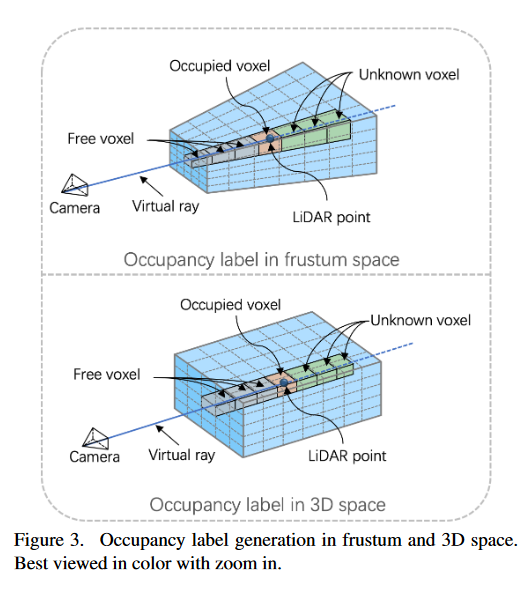 Occupied voxel
Unknown voxel
Free voxel
Camera
Virtual ray
LiDAR point
Occupancy label in frustum space
Occupied voxel
Unknown voxel
Free voxel
Camera
Virtual ray
LiDAR point
Occupancy label in 3D space
Figure 3. Occupancy label generation in frustum and 3D space.
Best viewed in color with zoom in.